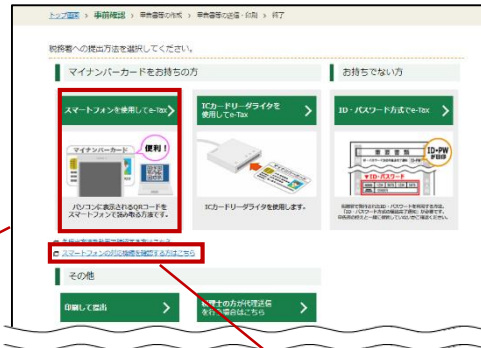 トップ画面 > 事前確認 > 申告書等の作成 > 申告書等の送信・印刷 > 終了
税務署への提出方法を選択してください。
マイナンバーカードをお持ちの方
お持ちでない方
スマートフォンを使用してe-Tax
ICカードリーダライタを
使用してe-Tax
ID・パスワード方式でe-Tax
マイナンバーカード
便利!
パソコンに表示されるQRコードを
スマートフォンで読み取る方法です。
ICカードリーダライタを使用します。
ID・PW
▼ID・パスワード
スマートフォンの対応機種を確認する方はこちら
その他
印刷して提出
税理士の方が代理送信
を行う場合はこちら